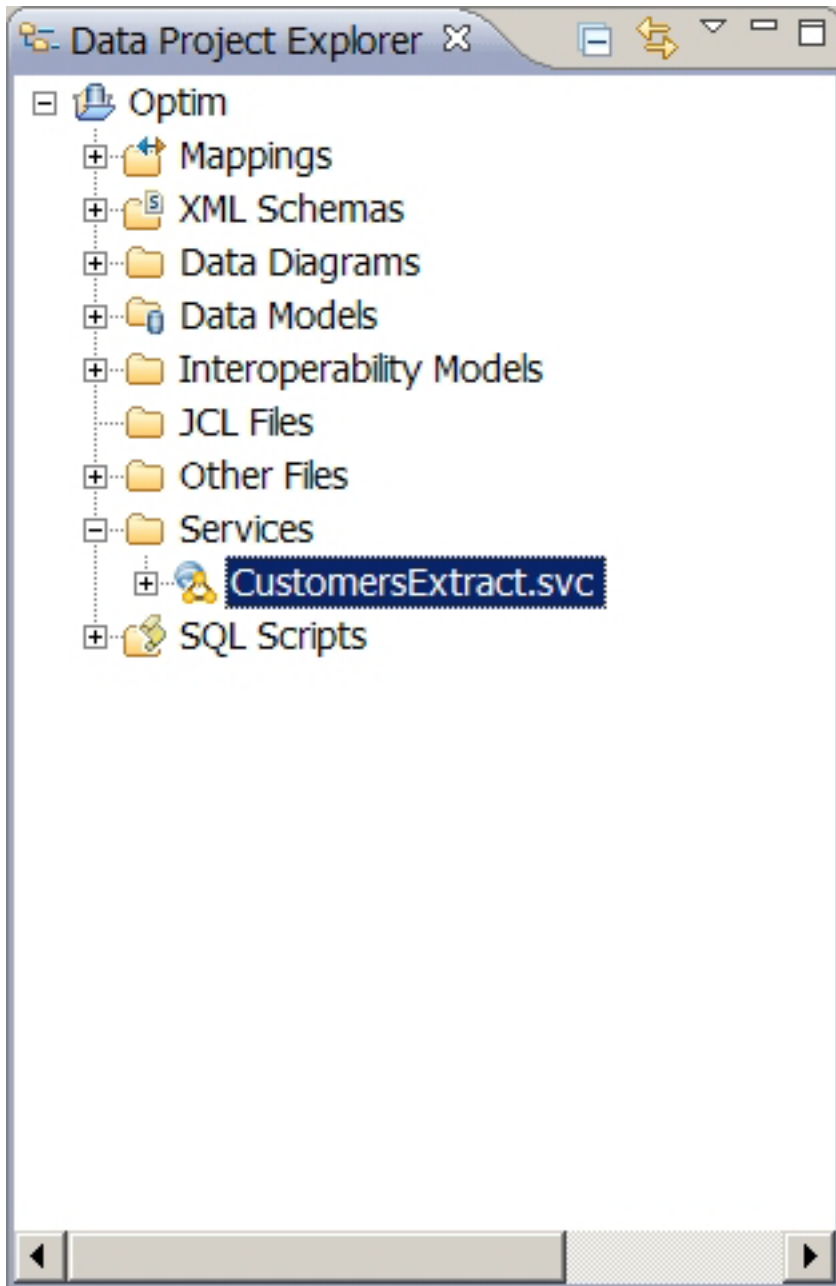 Data Project Explorer
Optim
Mappings
XML Schemas
Data Diagrams
Data Models
Interoperability Models
JCL Files
Other Files
Services
CustomersExtract.svc
SQL Scripts